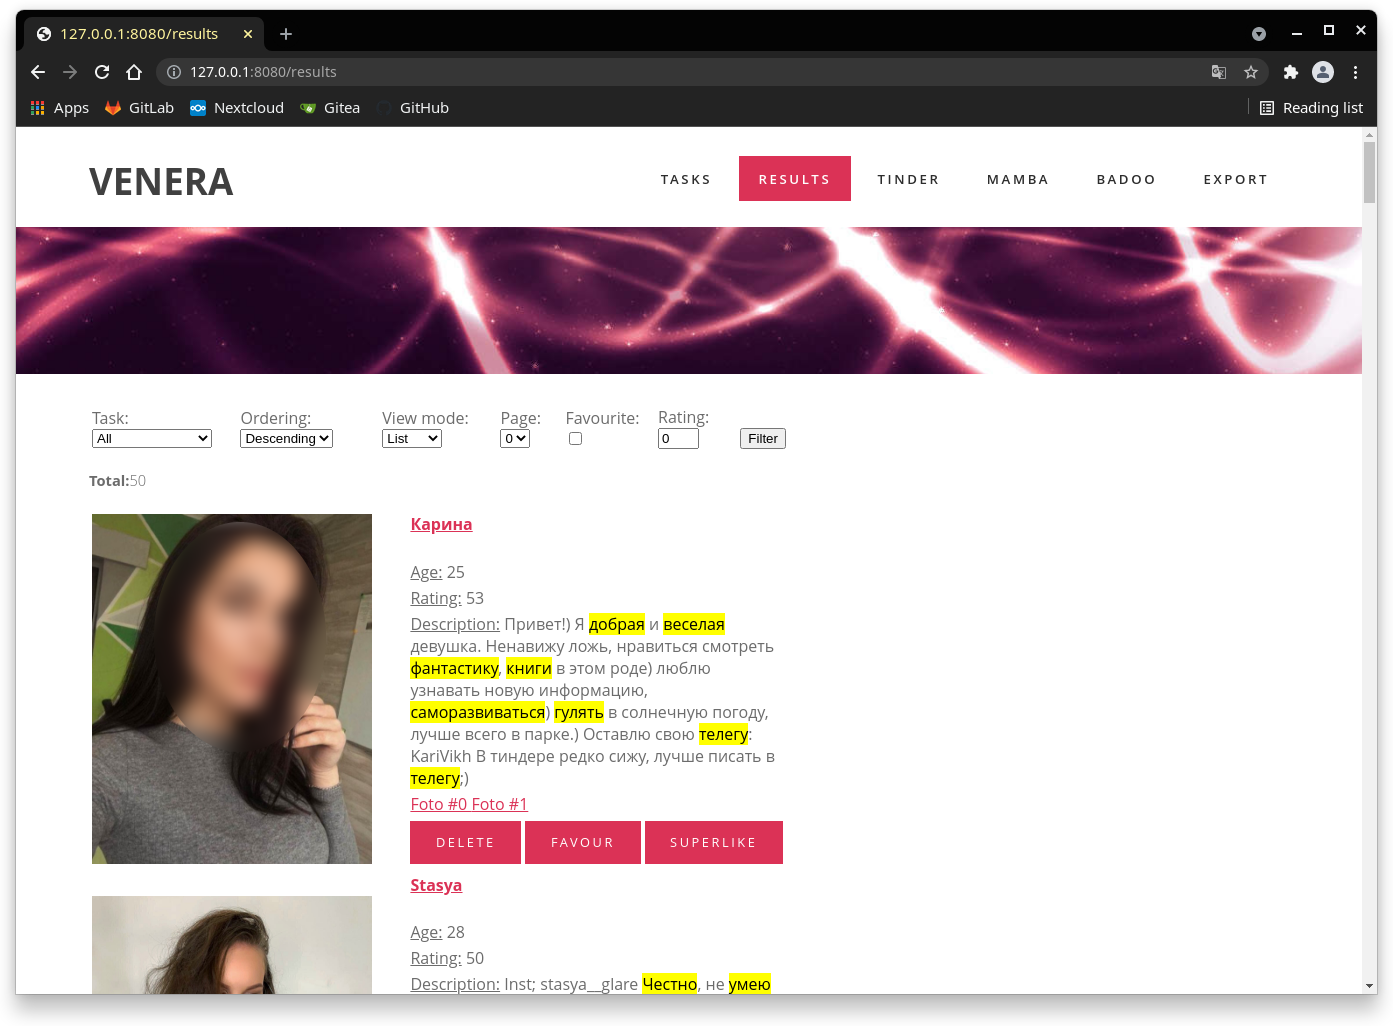 127.0.0.1:8080/results
127.0.0.1:8080/results
Apps GitLab Nextcloud Gitea GitHub Reading list
VENERA
TASKS RESULTS TINDER MAMBA BADOO EXPORT
Task: Ordering: View mode: Page: Favourite: Rating:
All Descending List 0 0 Filter
Total:50
Карина
Age: 25
Rating: 53
Description: Привет!) Я добрая и веселая
девушка. Ненавижу ложь, нравиться смотреть
фантастику, книги в этом роде) люблю
узнавать новую информацию,
саморазвиваться) гулять в солнечную погоду,
лучше всего в парке.) Оставлю свою телегу:
KariVikh В тиндере редко сижу, лучше писать в
телегу;)
Foto #0 Foto #1
DELETE FAVOUR SUPERLIKE
Stasya
Age: 28
Rating: 50
Description: Inst; stasya__glare Честно, не умею